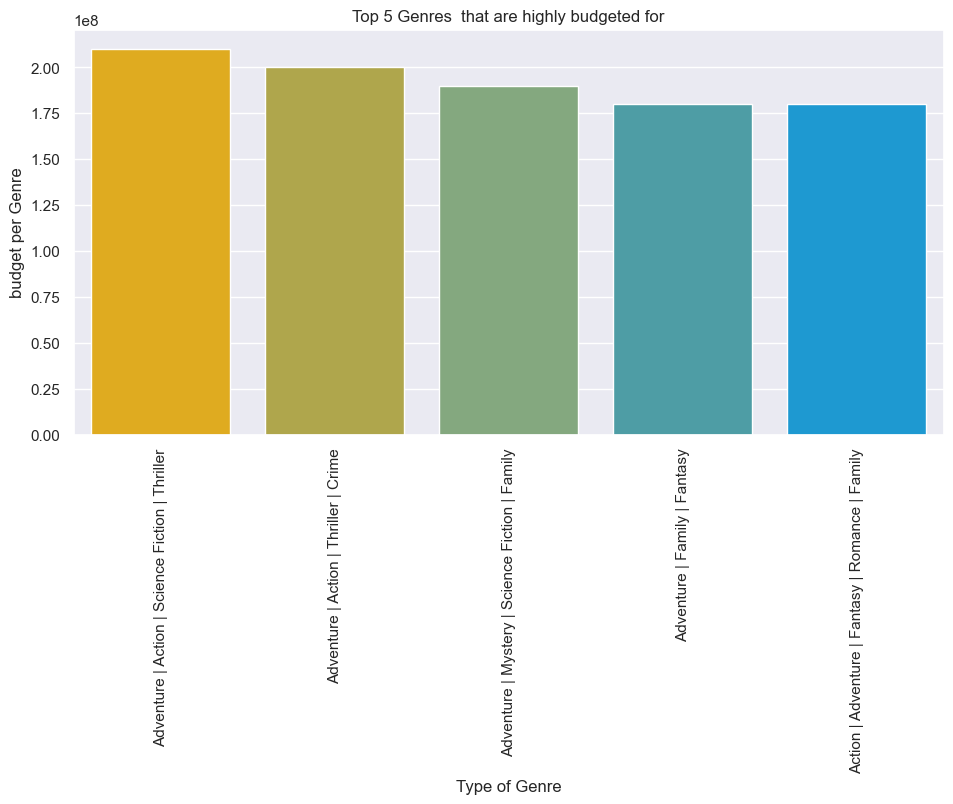 Top 5 Genres  that are highly budgeted for
1e8
2.00
1.75
1.50
1.25
1.00
0.75
0.50
0.25
0.00
budget per Genre
Adventure | Action | Science Fiction | Thriller
Adventure | Action | Thriller | Crime
Adventure | Mystery | Science Fiction | Family
Adventure | Family | Fantasy
Action | Adventure | Fantasy | Romance | Family
Type of Genre